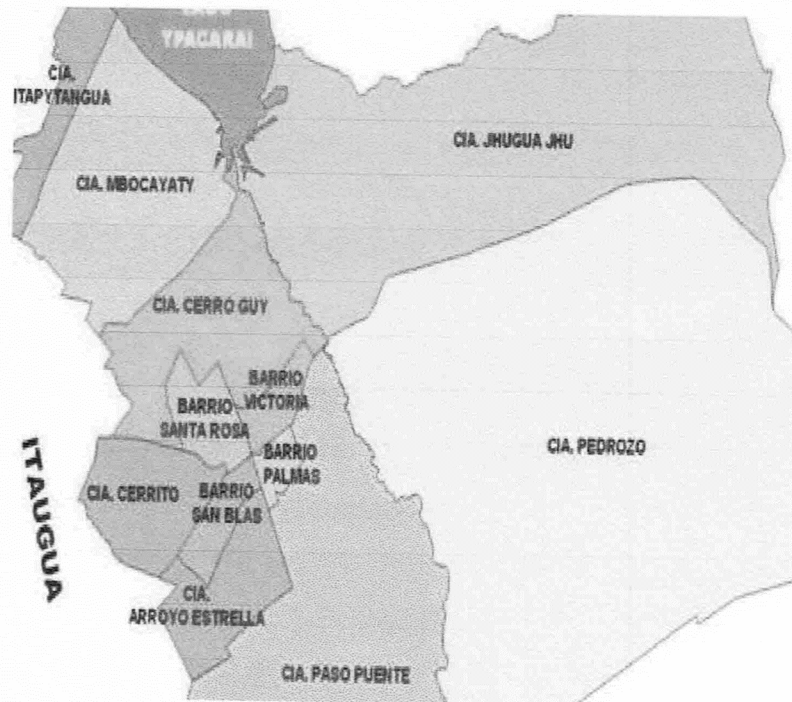 LAGO
YPACARAI
CIA.
ITAPYTANGUA
CIA. JHUGUA JHU
CIA. MBOCAYATY
CIA. CERRO GUY
BARRIO
VICTORIA
BARRIO
SANTA ROSA
CIA. PEDROZO
BARRIO
PALMAS
ITAUGUA
CIA. CERRITO
BARRIO
SAN BLAS
CIA.
ARROYO ESTRELLA
CIA. PASO PUENTE